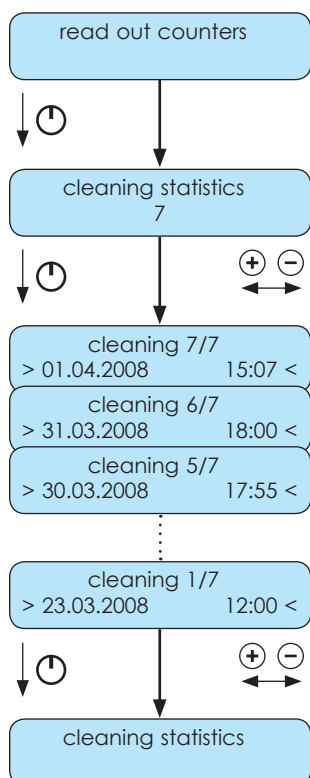 read out counters
cleaning statistics
7
+ −
cleaning 7/7
> 01.04.2008 15:07 <
cleaning 6/7
> 31.03.2008 18:00 <
cleaning 5/7
> 30.03.2008 17:55 <
cleaning 1/7
> 23.03.2008 12:00 <
+ −
cleaning statistics